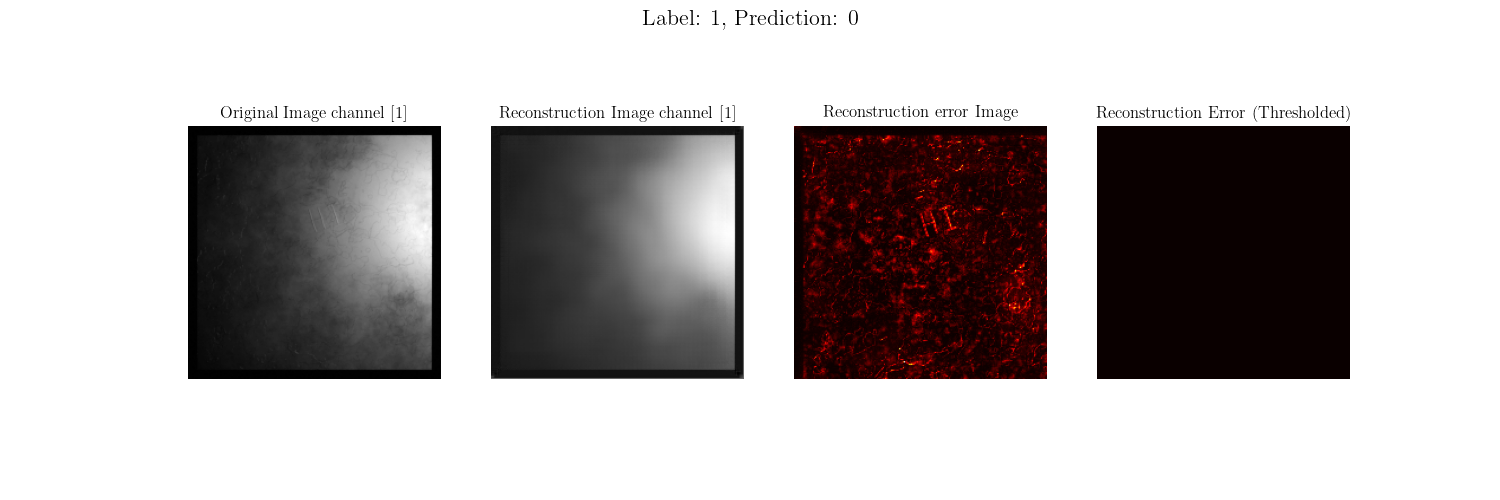 Label: 1, Prediction: 0
Original Image channel [1]
Reconstruction Image channel [1]
Reconstruction error Image
Reconstruction Error (Thresholded)